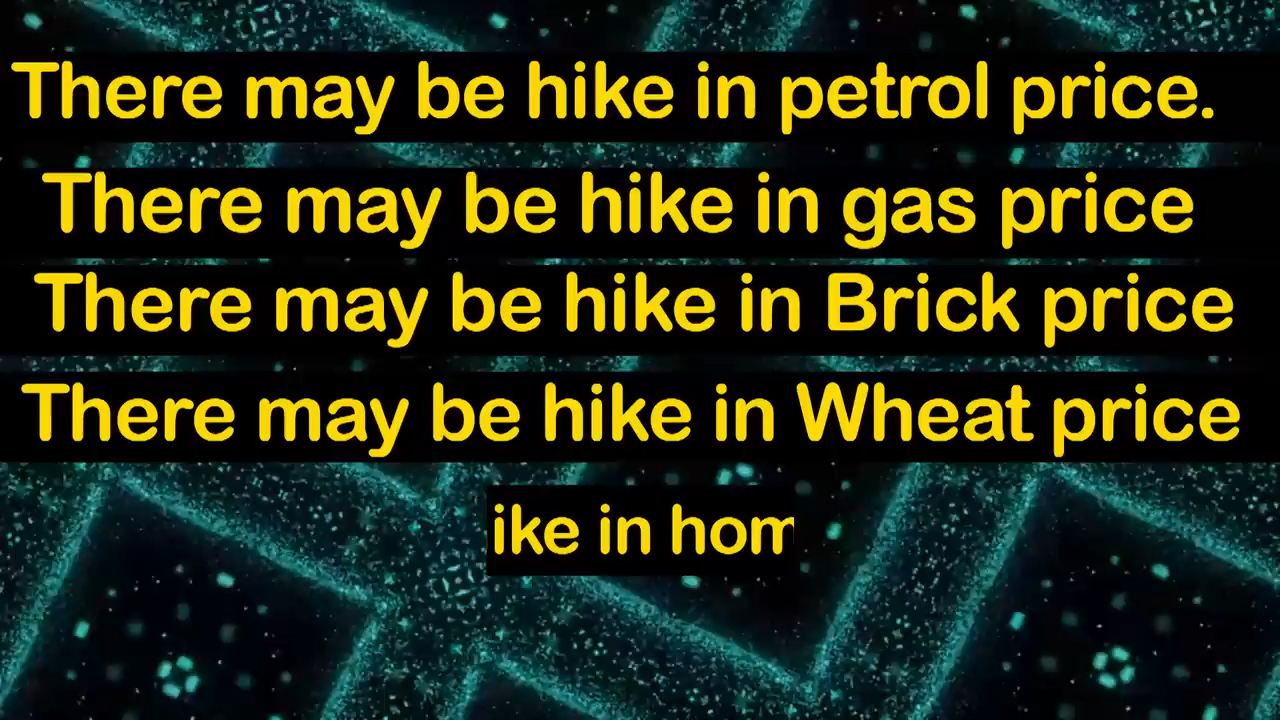 There may be hike in petrol price.
There may be hike in gas price
There may be hike in Brick price
There may be hike in Wheat price
ike in hom